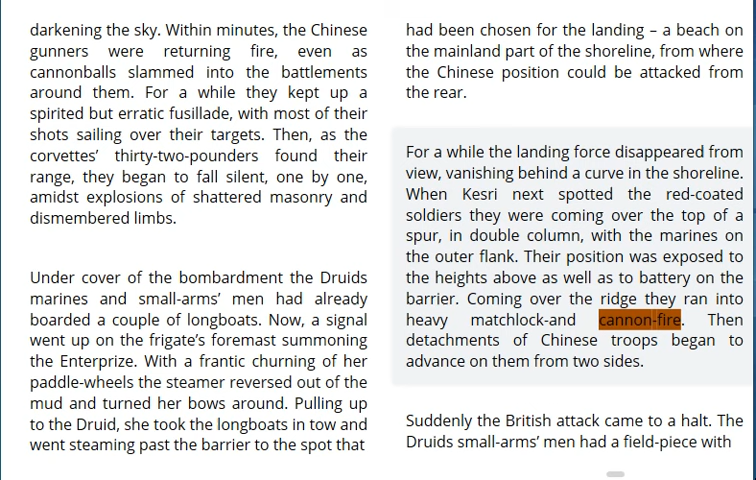 darkening the sky. Within minutes, the Chinese
gunners were returning fire, even as
cannonballs slammed into the battlements
around them. For a while they kept up a
spirited but erratic fusillade, with most of their
shots sailing over their targets. Then, as the
corvettes’ thirty-two-pounders found their
range, they began to fall silent, one by one,
amidst explosions of shattered masonry and
dismembered limbs.
Under cover of the bombardment the Druids
marines and small-arms’ men had already
boarded a couple of longboats. Now, a signal
went up on the frigate’s foremast summoning
the Enterprize. With a frantic churning of her
paddle-wheels the steamer reversed out of the
mud and turned her bows around. Pulling up
to the Druid, she took the longboats in tow and
went steaming past the barrier to the spot that
had been chosen for the landing – a beach on
the mainland part of the shoreline, from where
the Chinese position could be attacked from
the rear.
For a while the landing force disappeared from
view, vanishing behind a curve in the shoreline.
When Kesri next spotted the red-coated
soldiers they were coming over the top of a
spur, in double column, with the marines on
the outer flank. Their position was exposed to
the heights above as well as to battery on the
barrier. Coming over the ridge they ran into
heavy matchlock-and cannon-fire. Then
detachments of Chinese troops began to
advance on them from two sides.
Suddenly the British attack came to a halt. The
Druids small-arms’ men had a field-piece with